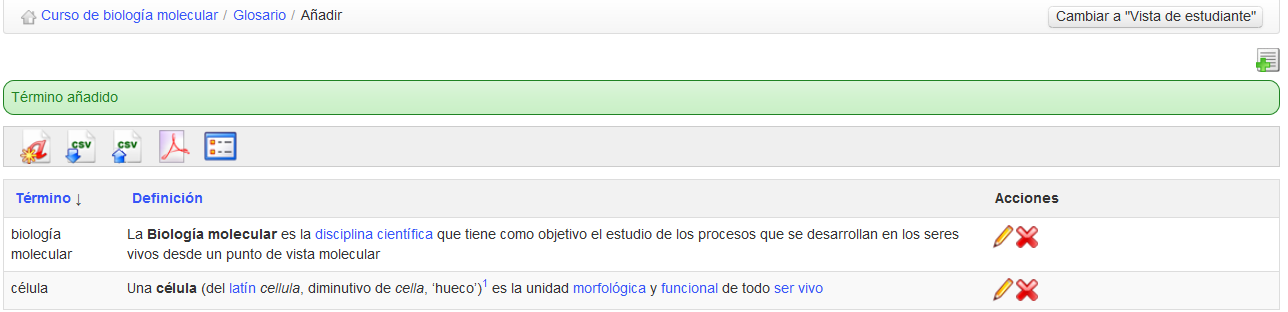 Curso de biología molecular / Glosario / Añadir
Cambiar a "Vista de estudiante"
Término añadido
CSV CSV
Término ↓ Definición Acciones
biología molecular La Biología molecular es la disciplina científica que tiene como objetivo el estudio de los procesos que se desarrollan en los seres
vivos desde un punto de vista molecular
célula Una célula (del latín cellula, diminutivo de cella, ‘hueco’)1 es la unidad morfológica y funcional de todo ser vivo